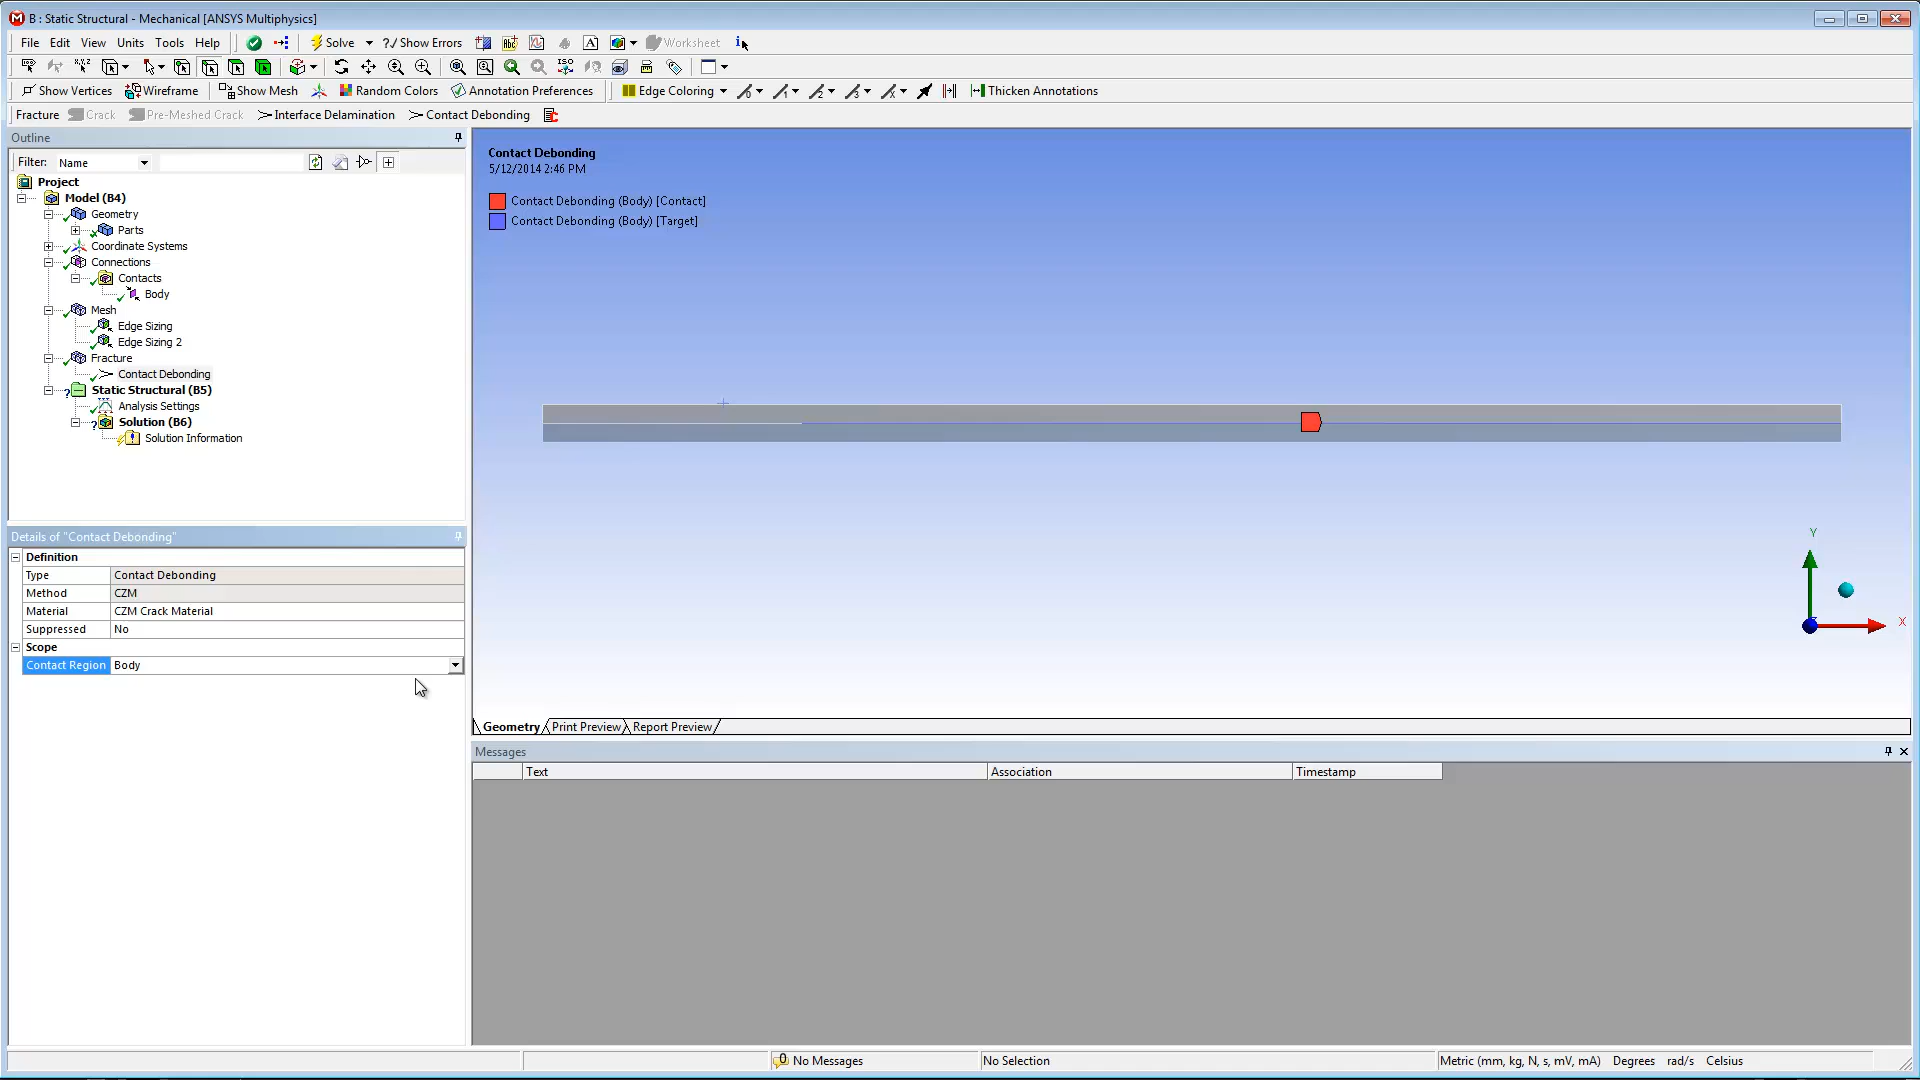 B : Static Structural - Mechanical [ANSYS Multiphysics]
File Edit View Units Tools Help Solve ?/ Show Errors Worksheet
Show Vertices Wireframe Show Mesh Random Colors Annotation Preferences Edge Coloring Thicken Annotations
Fracture Crack Pre-Meshed Crack Interface Delamination Contact Debonding
Outline
Filter: Name
Project
Model (B4)
Geometry
Parts
Coordinate Systems
Connections
Contacts
Body
Mesh
Edge Sizing
Edge Sizing 2
Fracture
Contact Debonding
Static Structural (B5)
Analysis Settings
Solution (B6)
Solution Information
Details of "Contact Debonding"
Definition
Type Contact Debonding
Method CZM
Material CZM Crack Material
Suppressed No
Scope
Contact Region Body
Contact Debonding
5/12/2014 2:46 PM
Contact Debonding (Body) [Contact]
Contact Debonding (Body) [Target]
Y
X
Geometry Print Preview Report Preview
Messages
Text Association Timestamp
No Messages No Selection Metric (mm, kg, N, s, mV, mA) Degrees rad/s Celsius